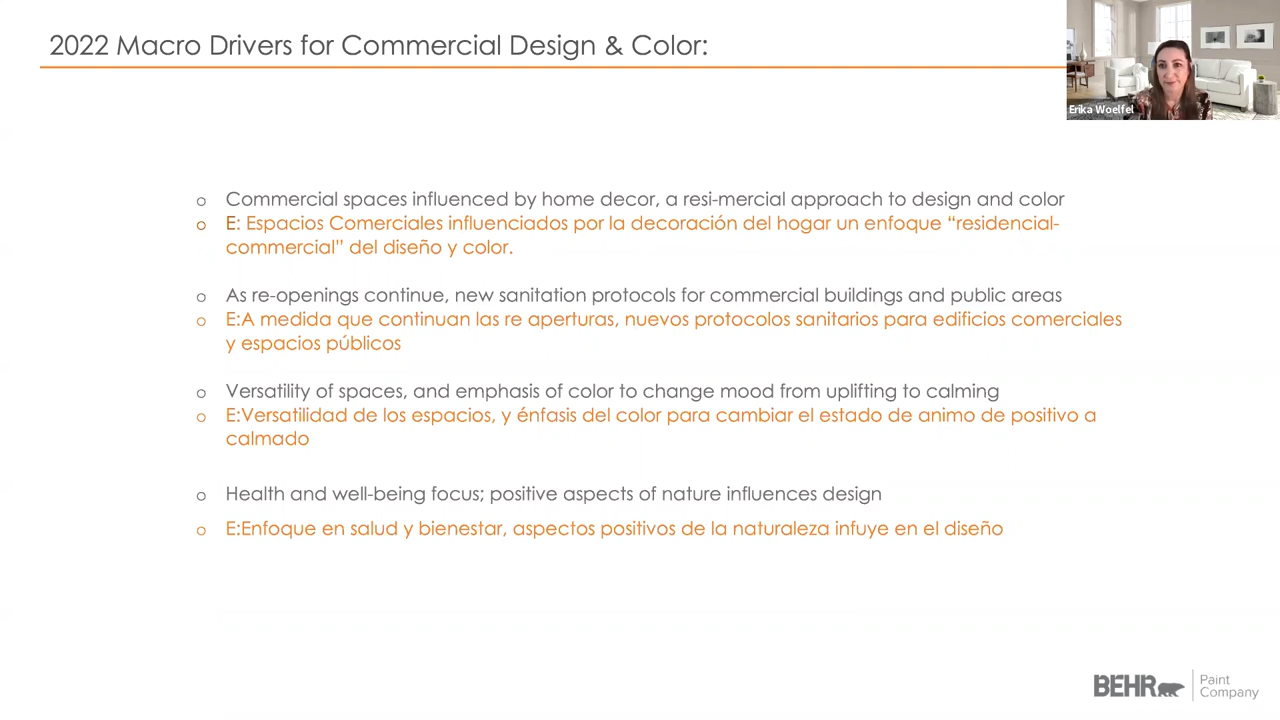 2022 Macro Drivers for Commercial Design & Color:
Erika Woelfel
o Commercial spaces influenced by home decor, a resi-mercial approach to design and color
o E: Espacios Comerciales influenciados por la decoración del hogar un enfoque “residencial-
commercial” del diseño y color.
o As re-openings continue, new sanitation protocols for commercial buildings and public areas
o E:A medida que continuan las re aperturas, nuevos protocolos sanitarios para edificios comerciales
y espacios públicos
o Versatility of spaces, and emphasis of color to change mood from uplifting to calming
o E:Versatilidad de los espacios, y énfasis del color para cambiar el estado de animo de positivo a
calmado
o Health and well-being focus; positive aspects of nature influences design
o E:Enfoque en salud y bienestar, aspectos positivos de la naturaleza infuye en el diseño
BEHR
Paint
Company